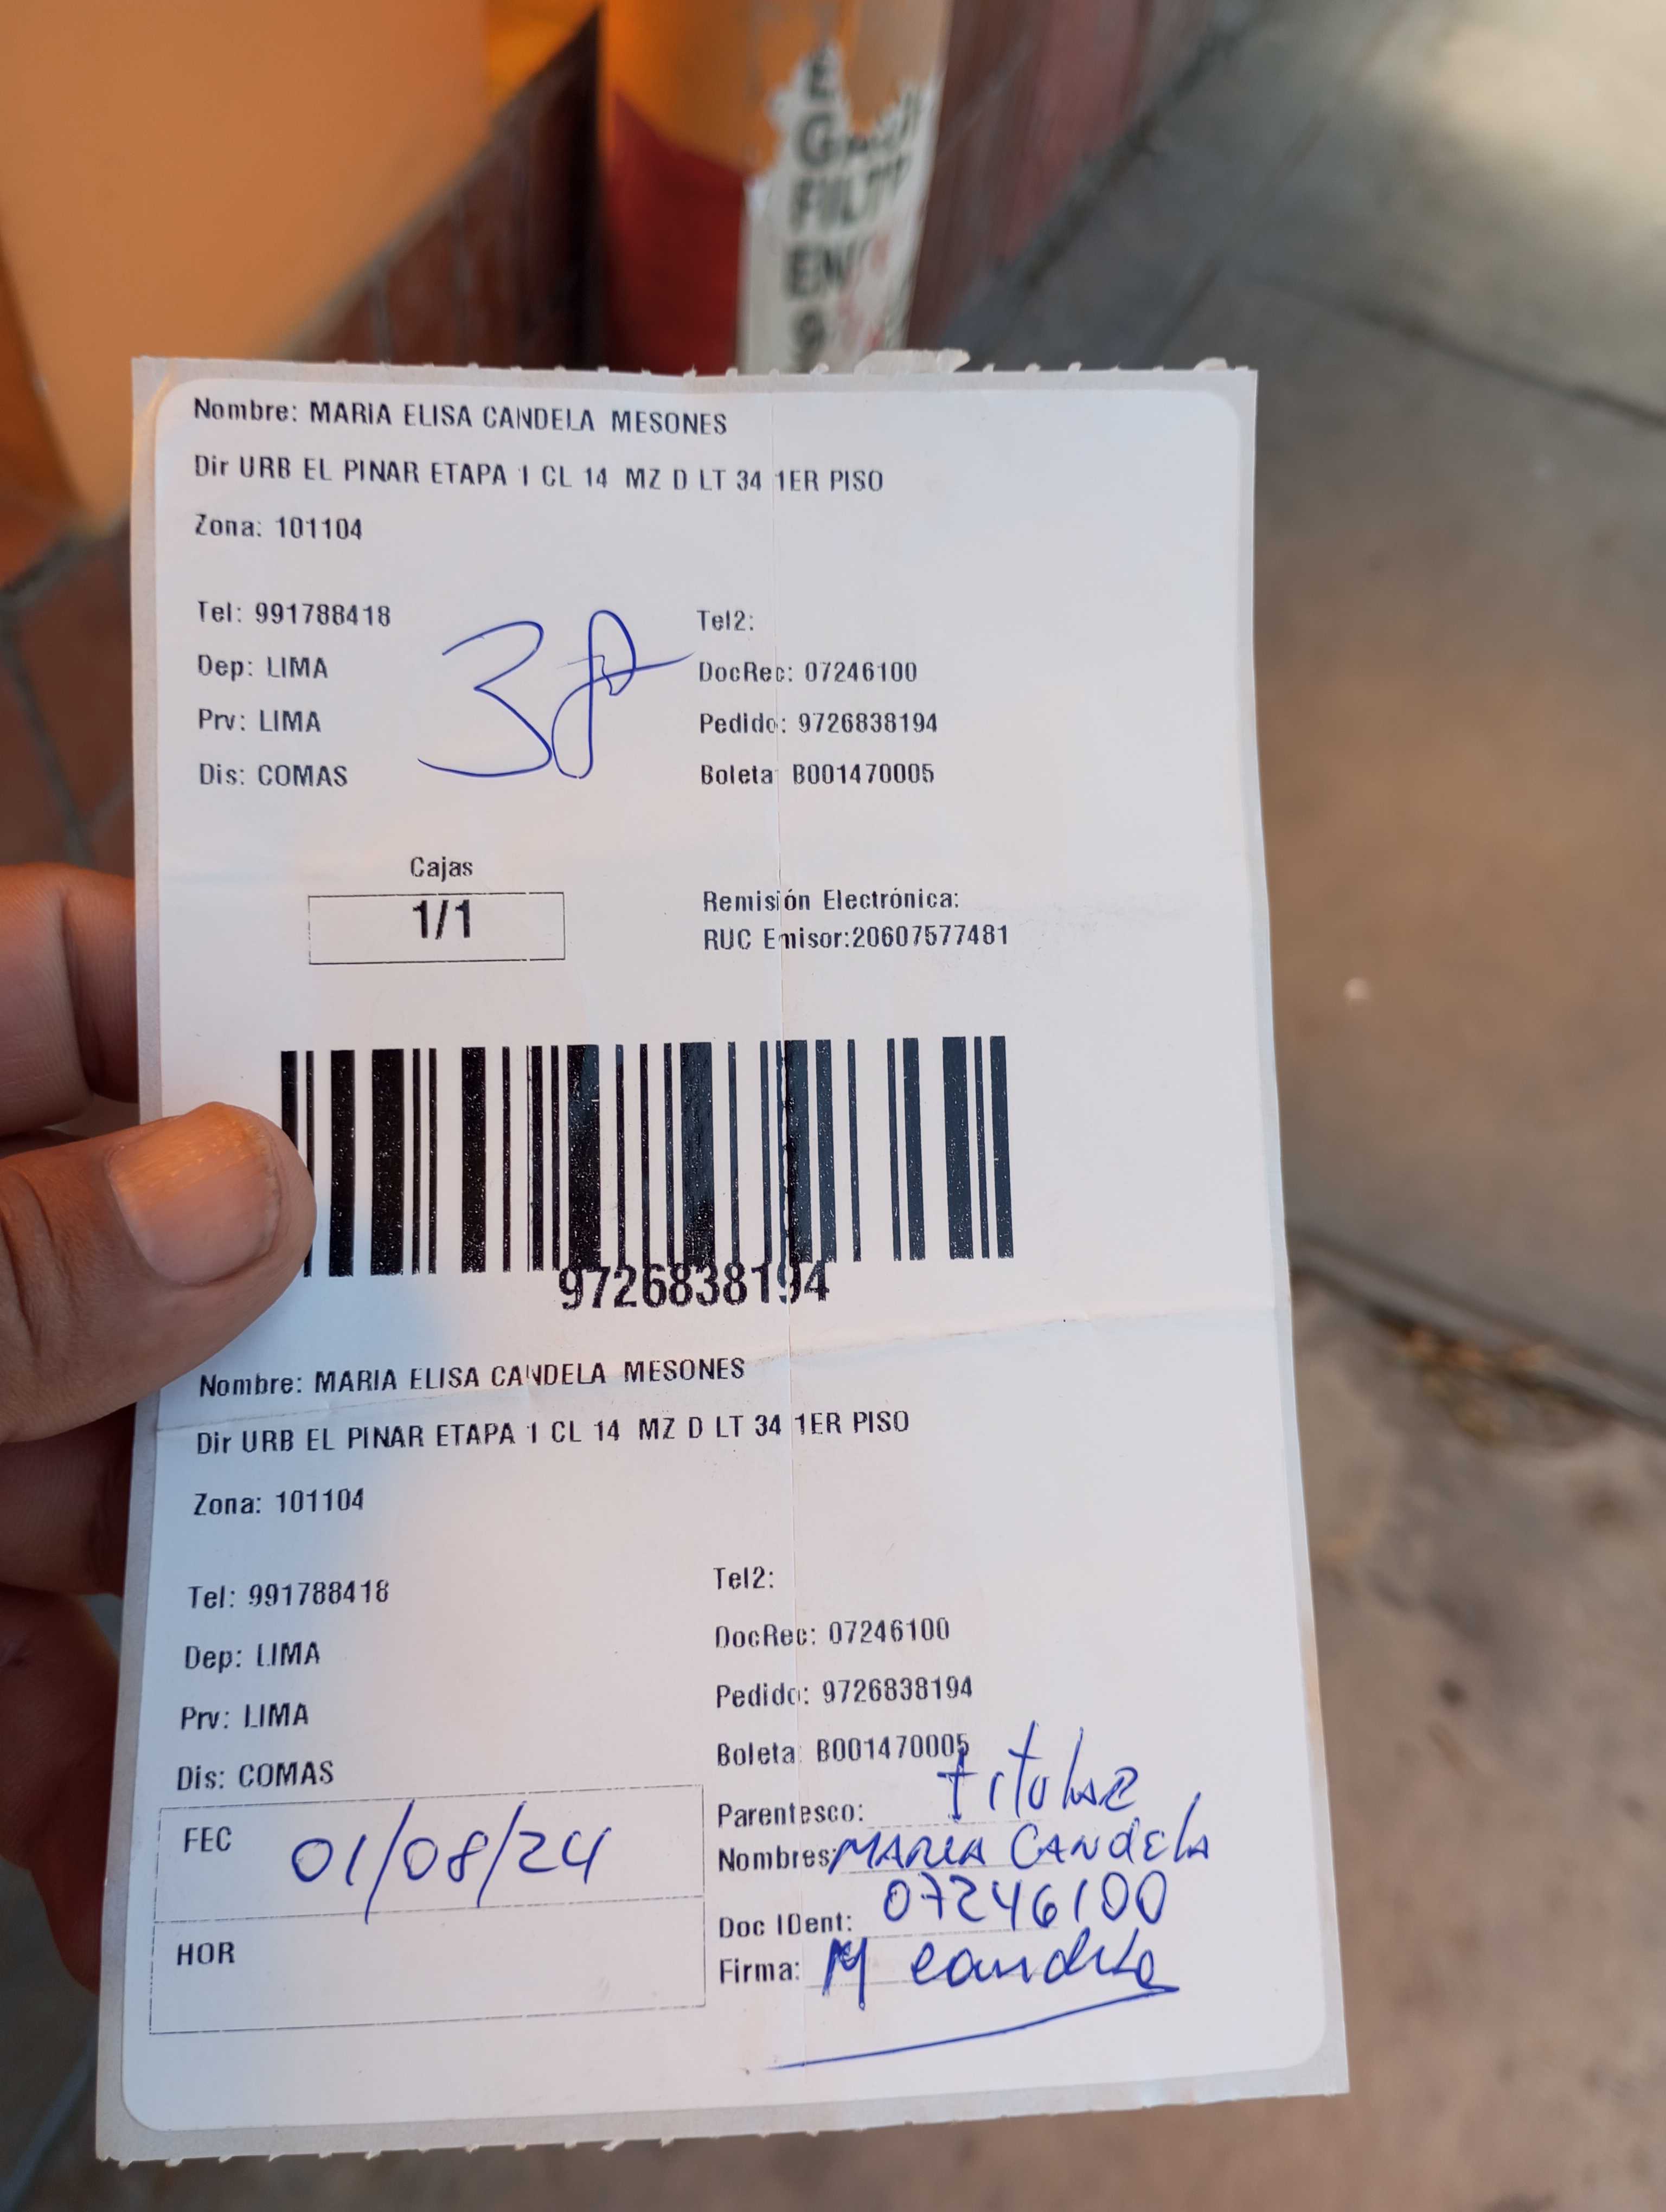 E
FILT
EN
9
Nombre: MARIA ELISA CANDELA MESONES
Dir URB EL PINAR ETAPA 1 CL 14 MZ D LT 34 1ER PISO
Zona: 101104
Tel: 991788418
Tel2:
Dep: LIMA
DocRec: 07246100
Prv: LIMA
Pedido: 9726838194
Dis: COMAS
Boleta: B001470005
Cajas
1/1
Remisión Electrónica:
RUC Emisor:20607577481
9726838194
Nombre: MARIA ELISA CANDELA MESONES
Dir URB EL PINAR ETAPA 1 CL 14 MZ D LT 34 1ER PISO
Zona: 101104
Tel: 991788418
Tel2:
Dep: LIMA
DocRec: 07246100
Prv: LIMA
Pedido: 9726838194
Dis: COMAS
Boleta: B001470005
FEC 01/08/24
Parentesco: titular
Nombres: MARIA CANDELA
Doc IDent: 07246100
HOR
Firma: M Candela